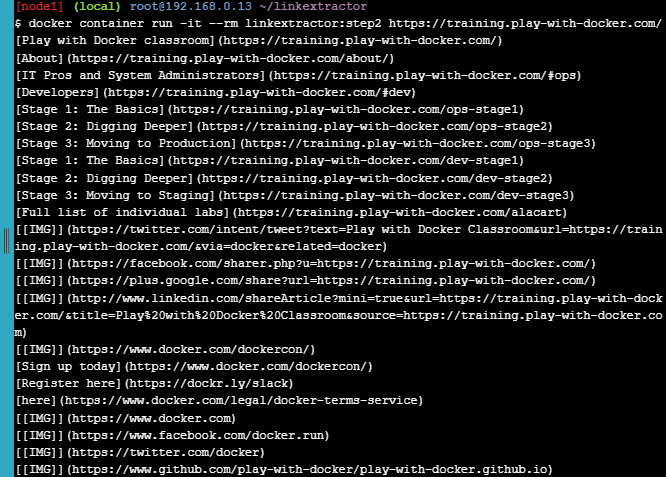 [node1] (local) root@192.168.0.13 ~/linkextractor
$ docker container run -it --rm linkextractor:step2 https://training.play-with-docker.com/
[Play with Docker classroom](https://training.play-with-docker.com/)
[About](https://training.play-with-docker.com/about/)
[IT Pros and System Administrators](https://training.play-with-docker.com/#ops)
[Developers](https://training.play-with-docker.com/#dev)
[Stage 1: The Basics](https://training.play-with-docker.com/ops-stage1)
[Stage 2: Digging Deeper](https://training.play-with-docker.com/ops-stage2)
[Stage 3: Moving to Production](https://training.play-with-docker.com/ops-stage3)
[Stage 1: The Basics](https://training.play-with-docker.com/dev-stage1)
[Stage 2: Digging Deeper](https://training.play-with-docker.com/dev-stage2)
[Stage 3: Moving to Staging](https://training.play-with-docker.com/dev-stage3)
[Full list of individual labs](https://training.play-with-docker.com/alacart)
[[IMG]](https://twitter.com/intent/tweet?text=Play with Docker Classroom&url=https://train
ing.play-with-docker.com/&via=docker&related=docker)
[[IMG]](https://facebook.com/sharer.php?u=https://training.play-with-docker.com/)
[[IMG]](https://plus.google.com/share?url=https://training.play-with-docker.com/)
[[IMG]](http://www.linkedin.com/shareArticle?mini=true&url=https://training.play-with-dock
er.com/&title=Play%20with%20Docker%20Classroom&source=https://training.play-with-docker.co
m)
[[IMG]](https://www.docker.com/dockercon/)
[Sign up today](https://www.docker.com/dockercon/)
[Register here](https://dockr.ly/slack)
[here](https://www.docker.com/legal/docker-terms-service)
[[IMG]](https://www.docker.com)
[[IMG]](https://www.facebook.com/docker.run)
[[IMG]](https://twitter.com/docker)
[[IMG]](https://www.github.com/play-with-docker/play-with-docker.github.io)